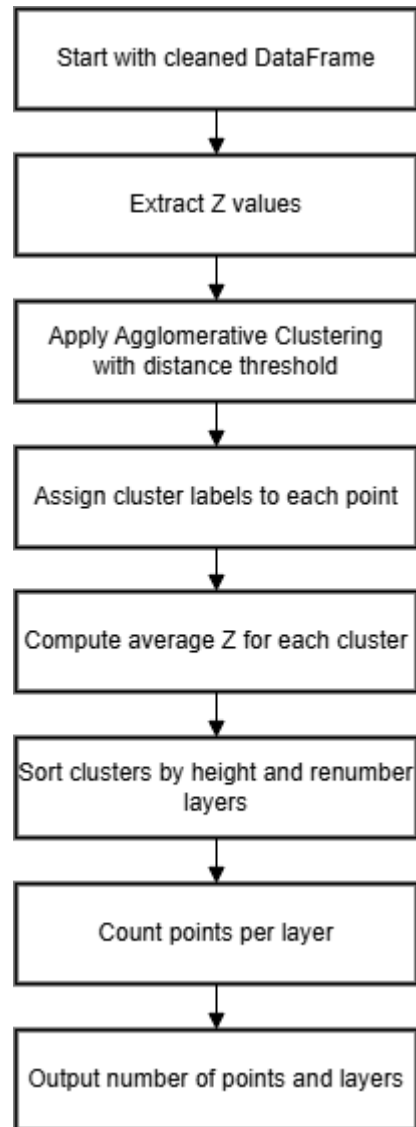 Start with cleaned DataFrame
Extract Z values
Apply Agglomerative Clustering
with distance threshold
Assign cluster labels to each point
Compute average Z for each cluster
Sort clusters by height and renumber
layers
Count points per layer
Output number of points and layers